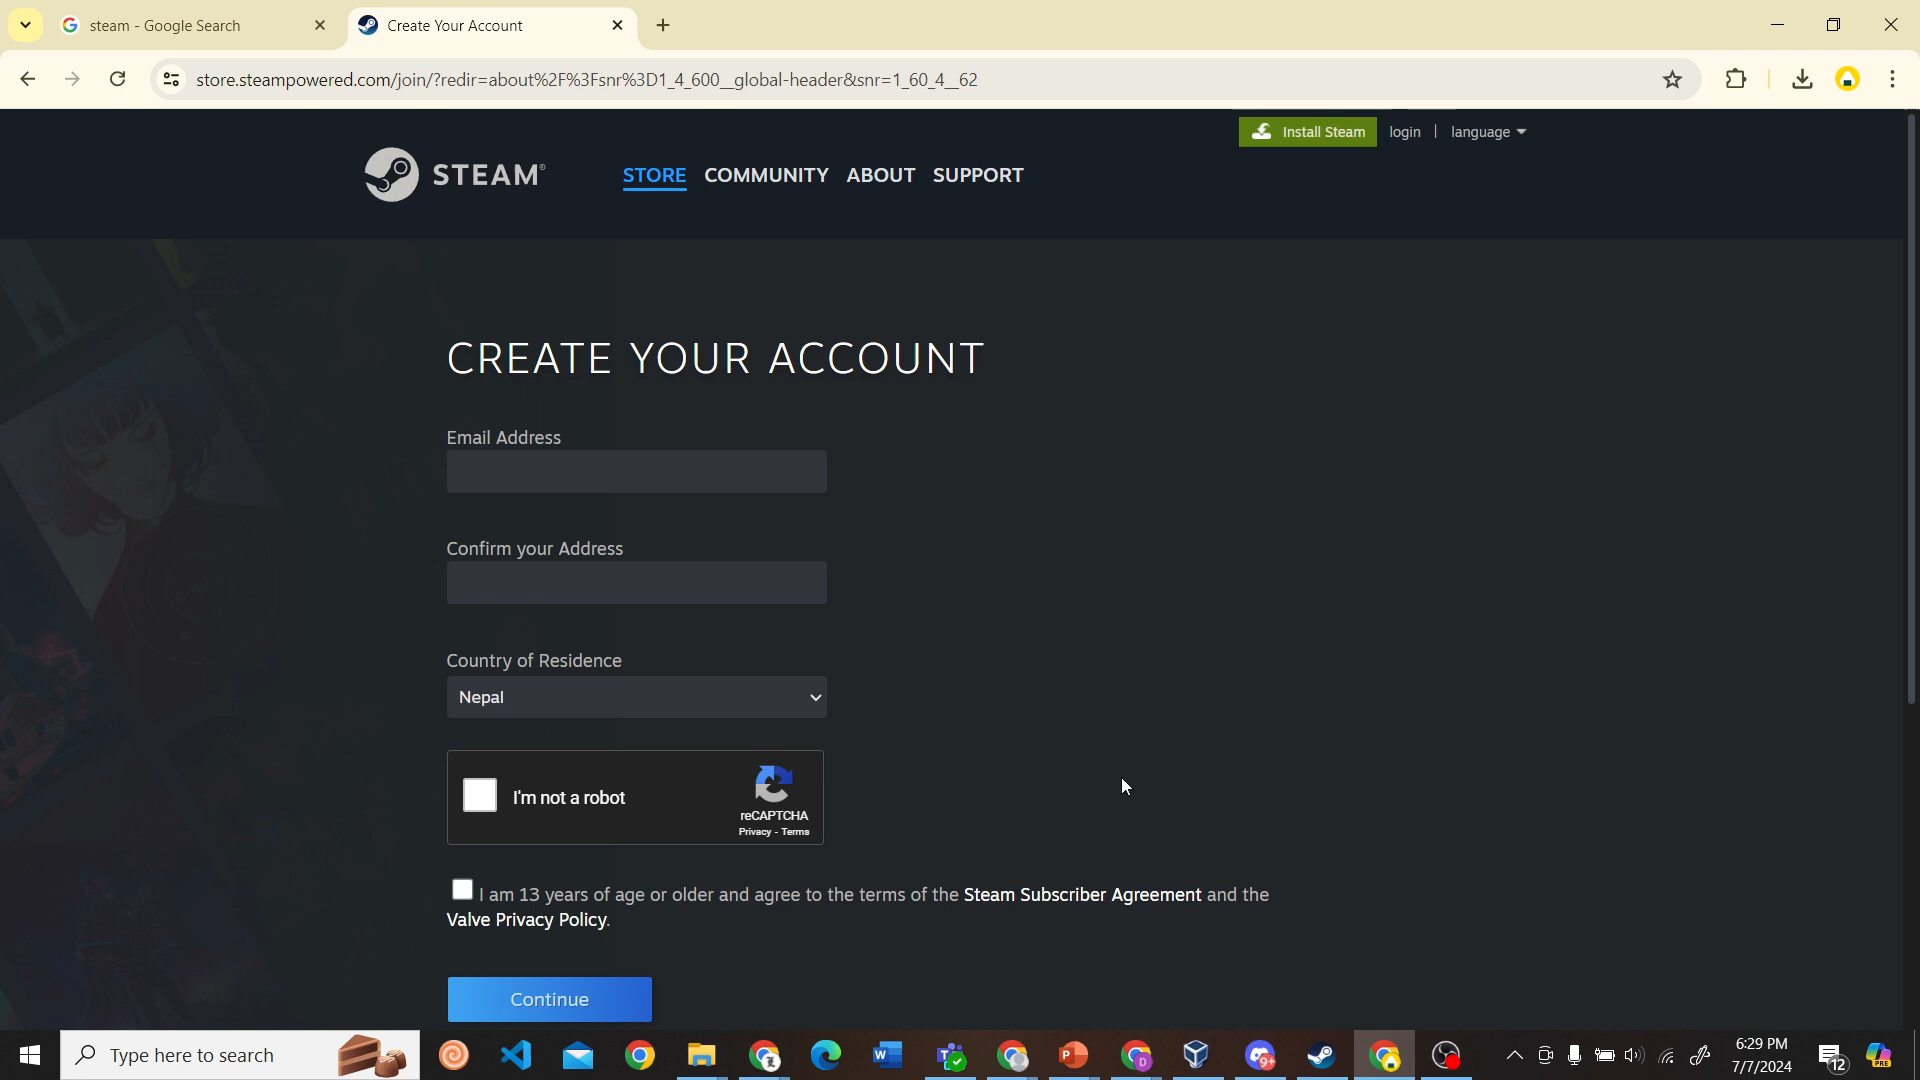 steam - Google Search
Create Your Account
store.steampowered.com/join/?redir=about%2F%3Fsnr%3D1_4_600__global-header&snr=1_60_4__62
Install Steam login | language
STEAM®
STORE COMMUNITY ABOUT SUPPORT
CREATE YOUR ACCOUNT
Email Address
Confirm your Address
Country of Residence
Nepal
I'm not a robot
reCAPTCHA
Privacy - Terms
I am 13 years of age or older and agree to the terms of the Steam Subscriber Agreement and the
Valve Privacy Policy.
Continue
Type here to search
9+
6:29 PM
7/7/2024
12
PRE